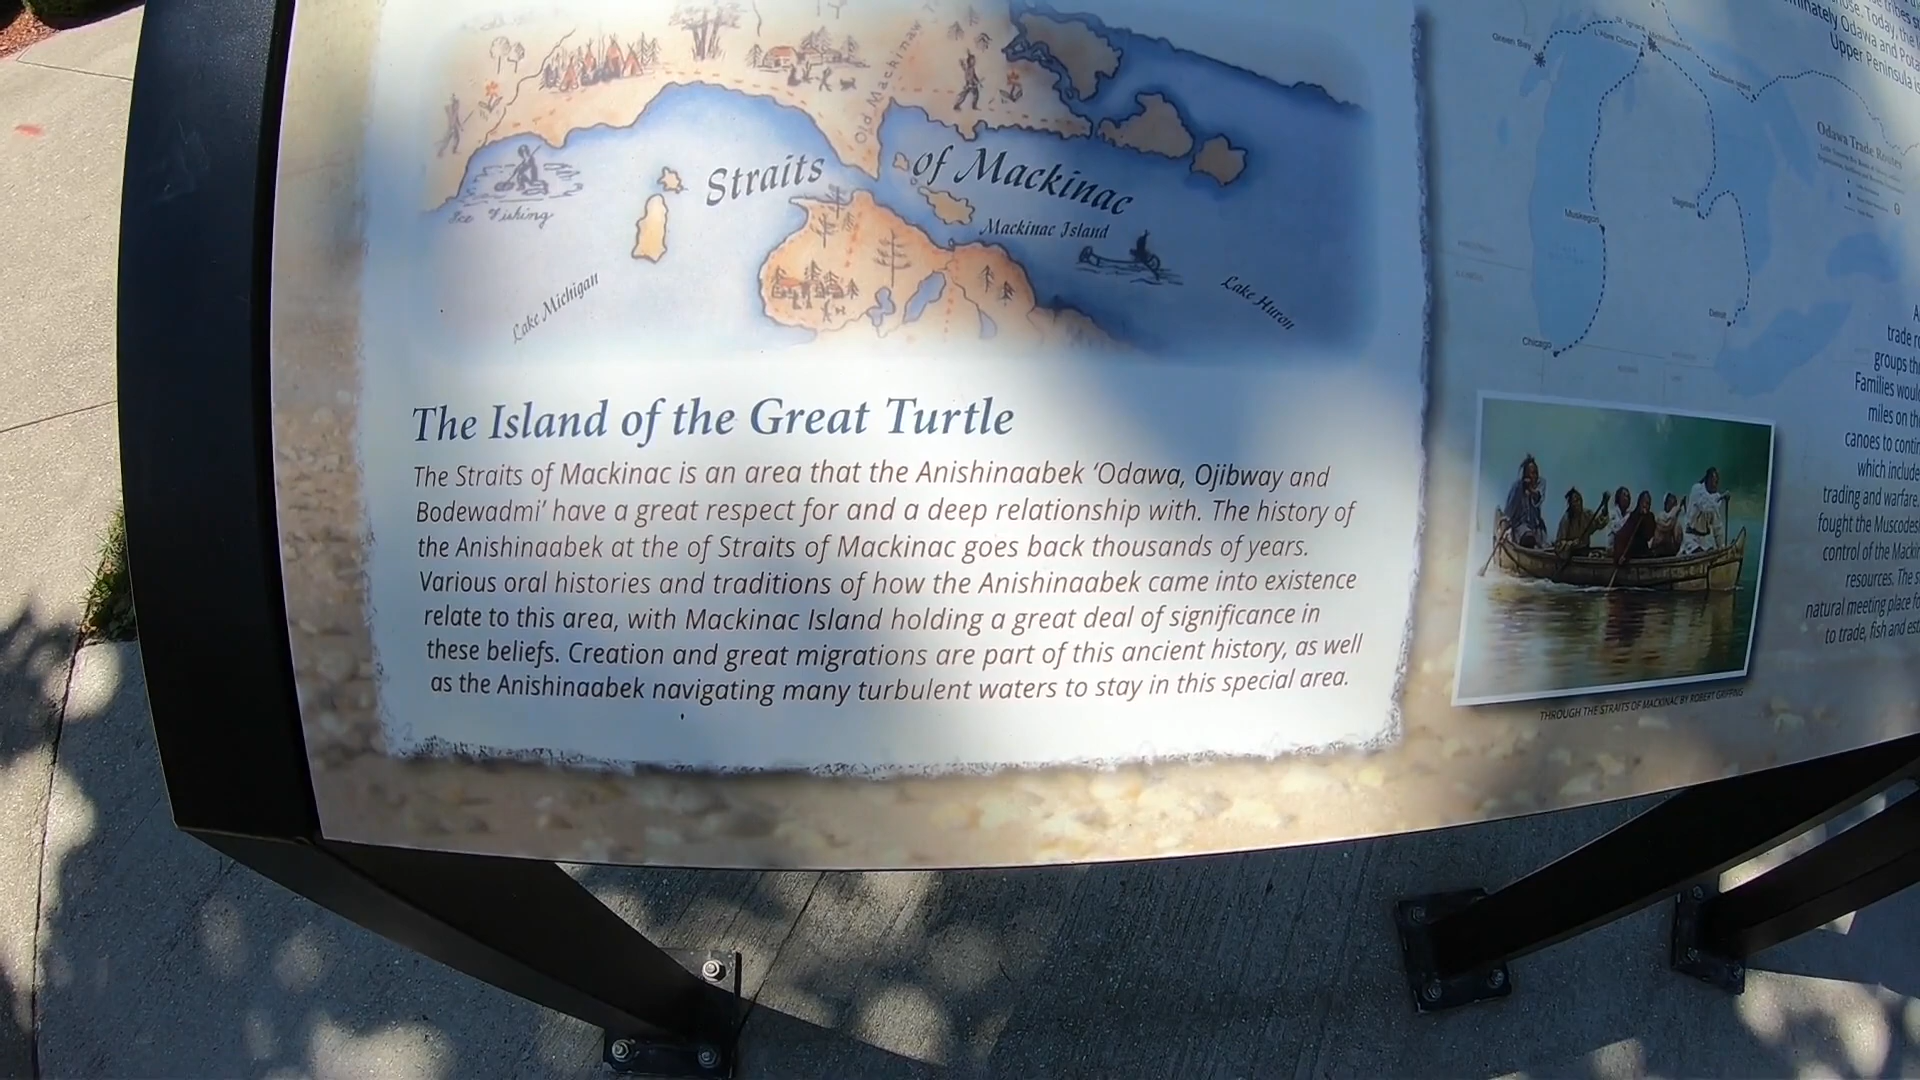 Old Mackinaw
Straits of Mackinac
Ice Fishing
Mackinac Island
Lake Michigan
Lake Huron
The Island of the Great Turtle
The Straits of Mackinac is an area that the Anishinaabek ‘Odawa, Ojibway and
Bodewadmi’ have a great respect for and a deep relationship with. The history of
the Anishinaabek at the of Straits of Mackinac goes back thousands of years.
Various oral histories and traditions of how the Anishinaabek came into existence
relate to this area, with Mackinac Island holding a great deal of significance in
these beliefs. Creation and great migrations are part of this ancient history, as well
as the Anishinaabek navigating many turbulent waters to stay in this special area.
Today, the
Odawa and
Upper Peninsula
Green Bay
Odawa Trade Routes
Muskegon
Saginaw
Detroit
Chicago
trade
groups
Families
miles on
canoes to
which include
trading and warfare.
fought the Muscodes
control of the
resources. The
natural meeting place
to trade, fish and
THROUGH THE STRAITS OF MACKINAC BY ROBERT GRIFFING